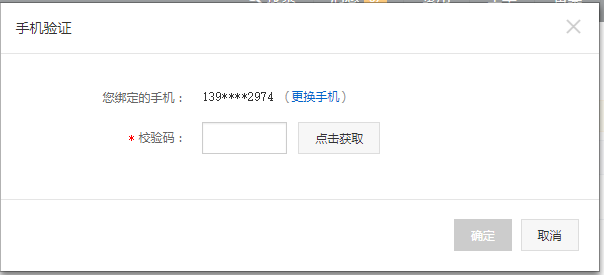 手机验证
您绑定的手机： 139****2974 （更换手机）
* 校验码： 点击获取
确定 取消